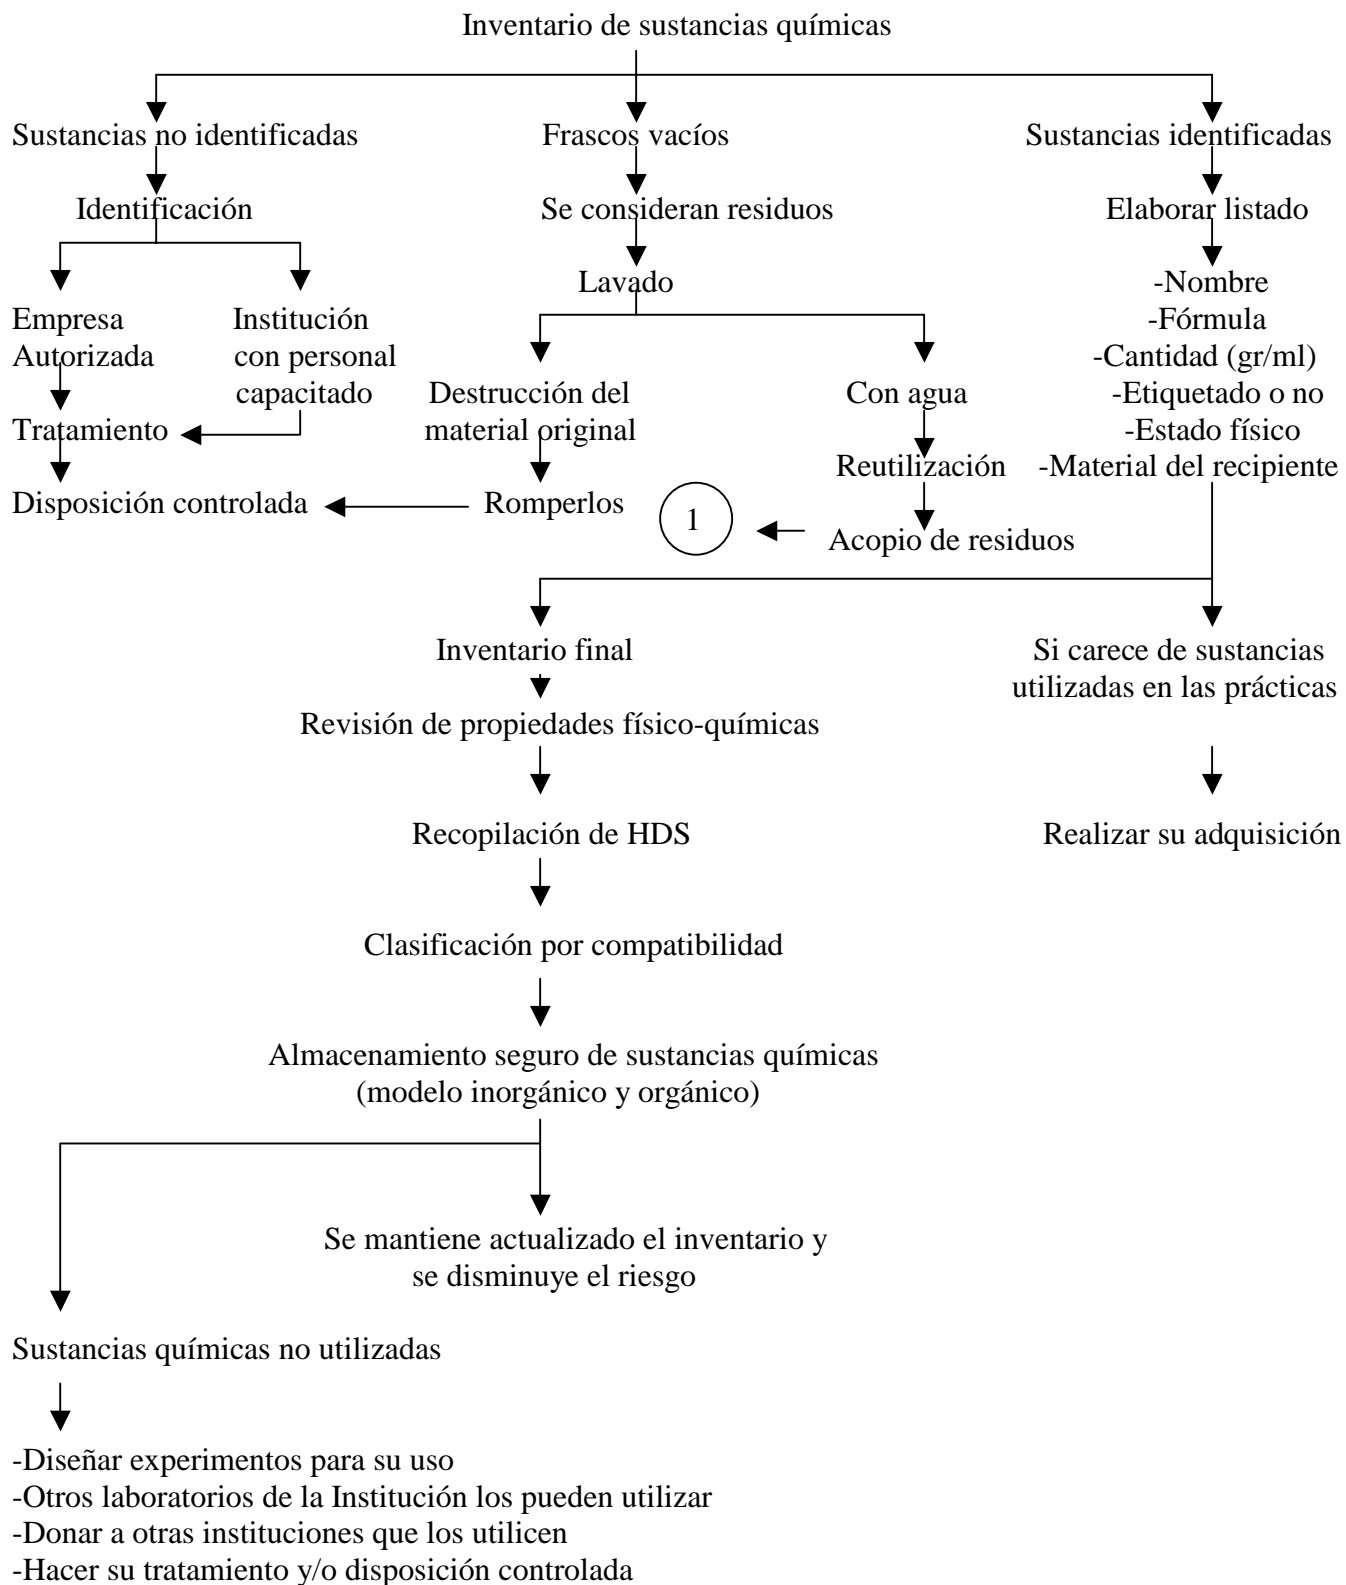 Inventario de sustancias químicas
Sustancias no identificadas
Frascos vacíos
Sustancias identificadas
Identificación
Se consideran residuos
Elaborar listado
Lavado
-Nombre
-Fórmula
-Cantidad (gr/ml)
-Etiquetado o no
-Estado físico
-Material del recipiente
Empresa
Autorizada
Institución
con personal
capacitado
Destrucción del
material original
Con agua
Tratamiento
Reutilización
Disposición controlada
Romperlos
1
Acopio de residuos
Inventario final
Si carece de sustancias
utilizadas en las prácticas
Revisión de propiedades físico-químicas
Recopilación de HDS
Realizar su adquisición
Clasificación por compatibilidad
Almacenamiento seguro de sustancias químicas
(modelo inorgánico y orgánico)
Se mantiene actualizado el inventario y
se disminuye el riesgo
Sustancias químicas no utilizadas
-Diseñar experimentos para su uso
-Otros laboratorios de la Institución los pueden utilizar
-Donar a otras instituciones que los utilicen
-Hacer su tratamiento y/o disposición controlada